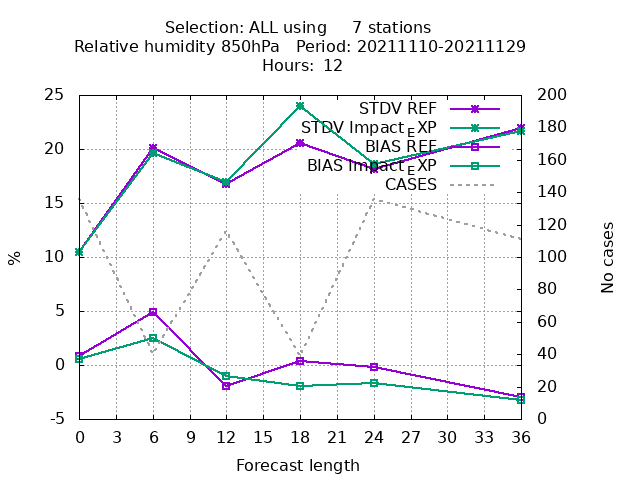 Selection: ALL using 7 stations
Relative humidity 850hPa Period: 20211110-20211129
Hours: 12
25
20
15
10
5
0
-5
%
200
180
160
140
120
100
80
60
40
20
0
No cases
STDV REF
STDV Impact_EXP
BIAS REF
BIAS Impact_EXP
CASES
0 3 6 9 12 15 18 21 24 27 30 33 36
Forecast length